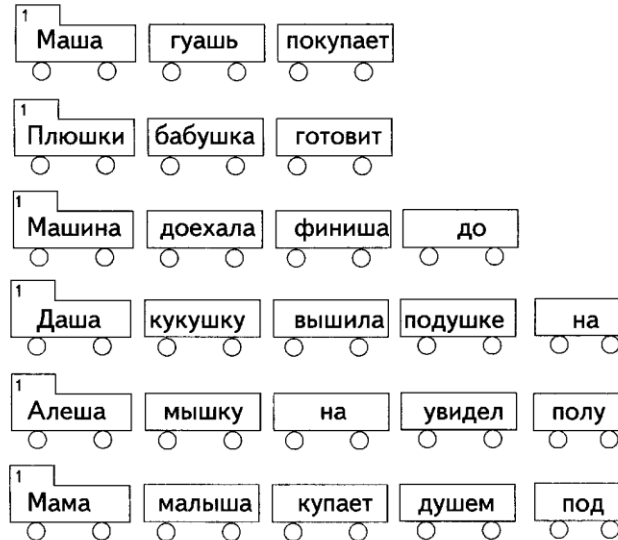 1 Маша гуашь покупает
1 Плюшки бабушка готовит
1 Машина доехала финиша до
1 Даша кукушку вышила подушке на
1 Алеша мышку на увидел полу
1 Мама малыша купает душем под